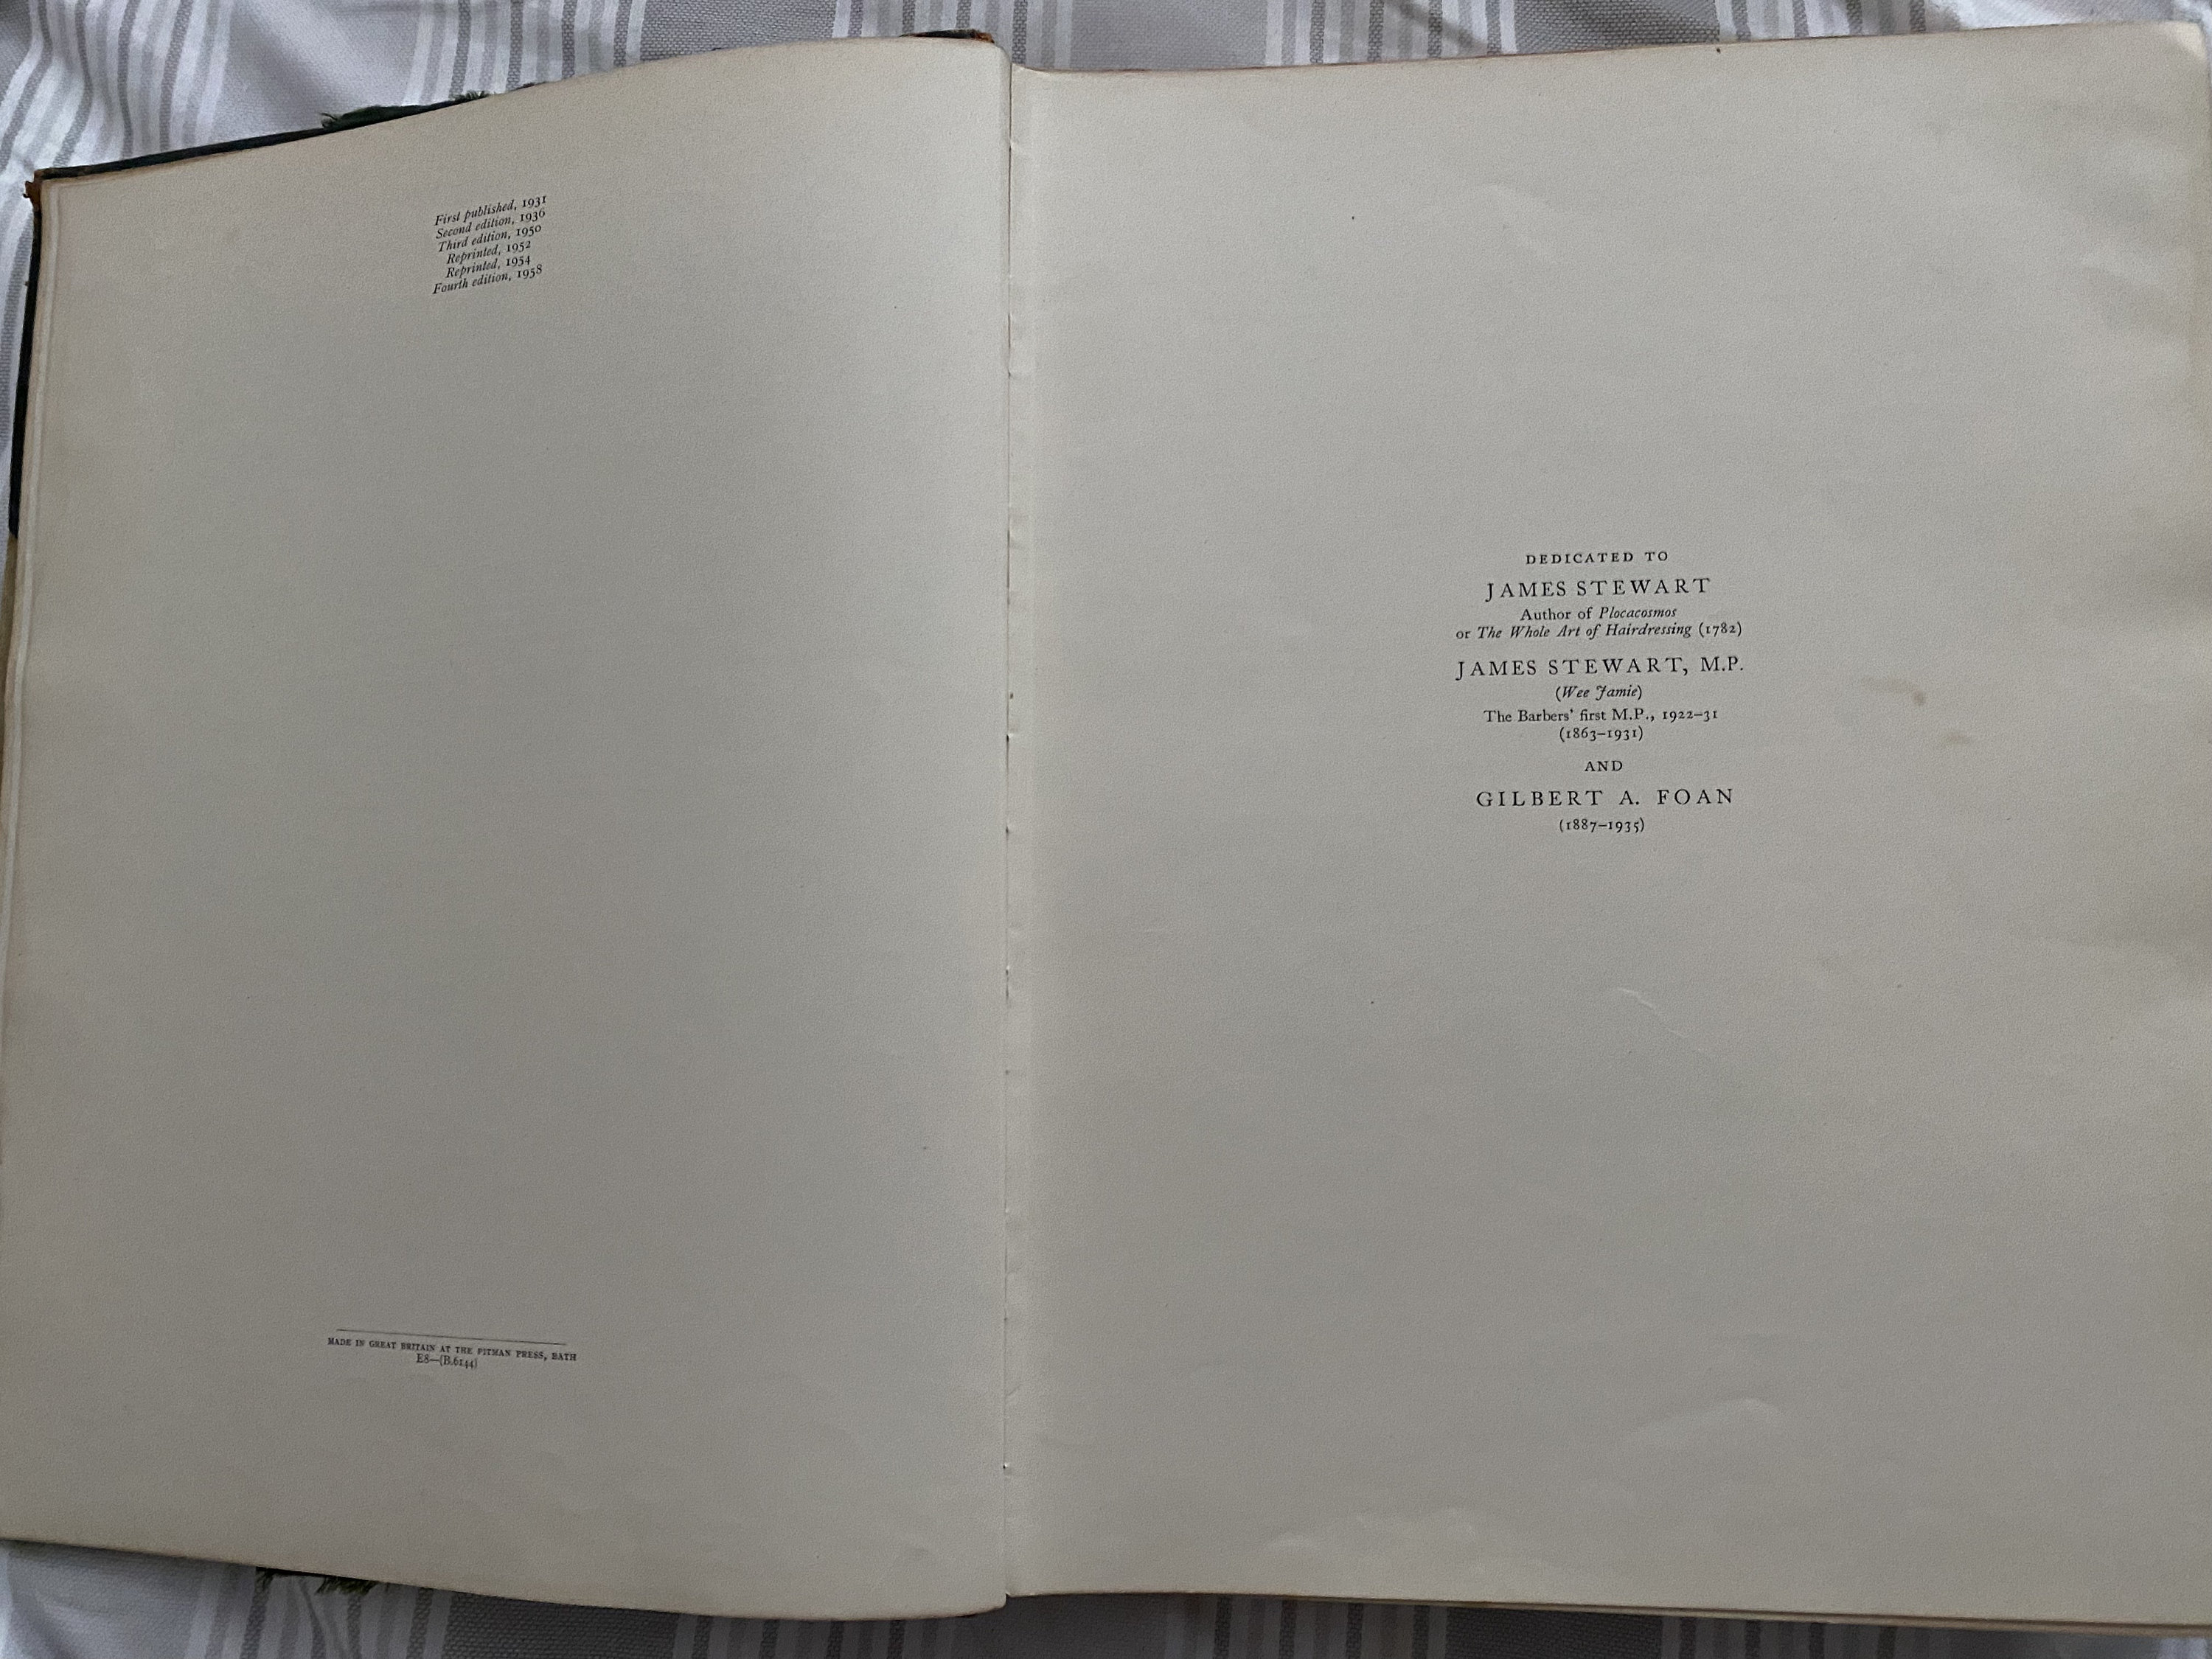 First published, 1931
Second edition, 1936
Third edition, 1950
Reprinted, 1952
Reprinted, 1954
Fourth edition, 1958
MADE IN GREAT BRITAIN AT THE PITMAN PRESS, BATH
E8—(B.6144)
DEDICATED TO
JAMES STEWART
Author of Plocacosmos
or The Whole Art of Hairdressing (1782)
JAMES STEWART, M.P.
(Wee Jamie)
The Barbers' first M.P., 1922–31
(1863–1931)
AND
GILBERT A. FOAN
(1887–1935)